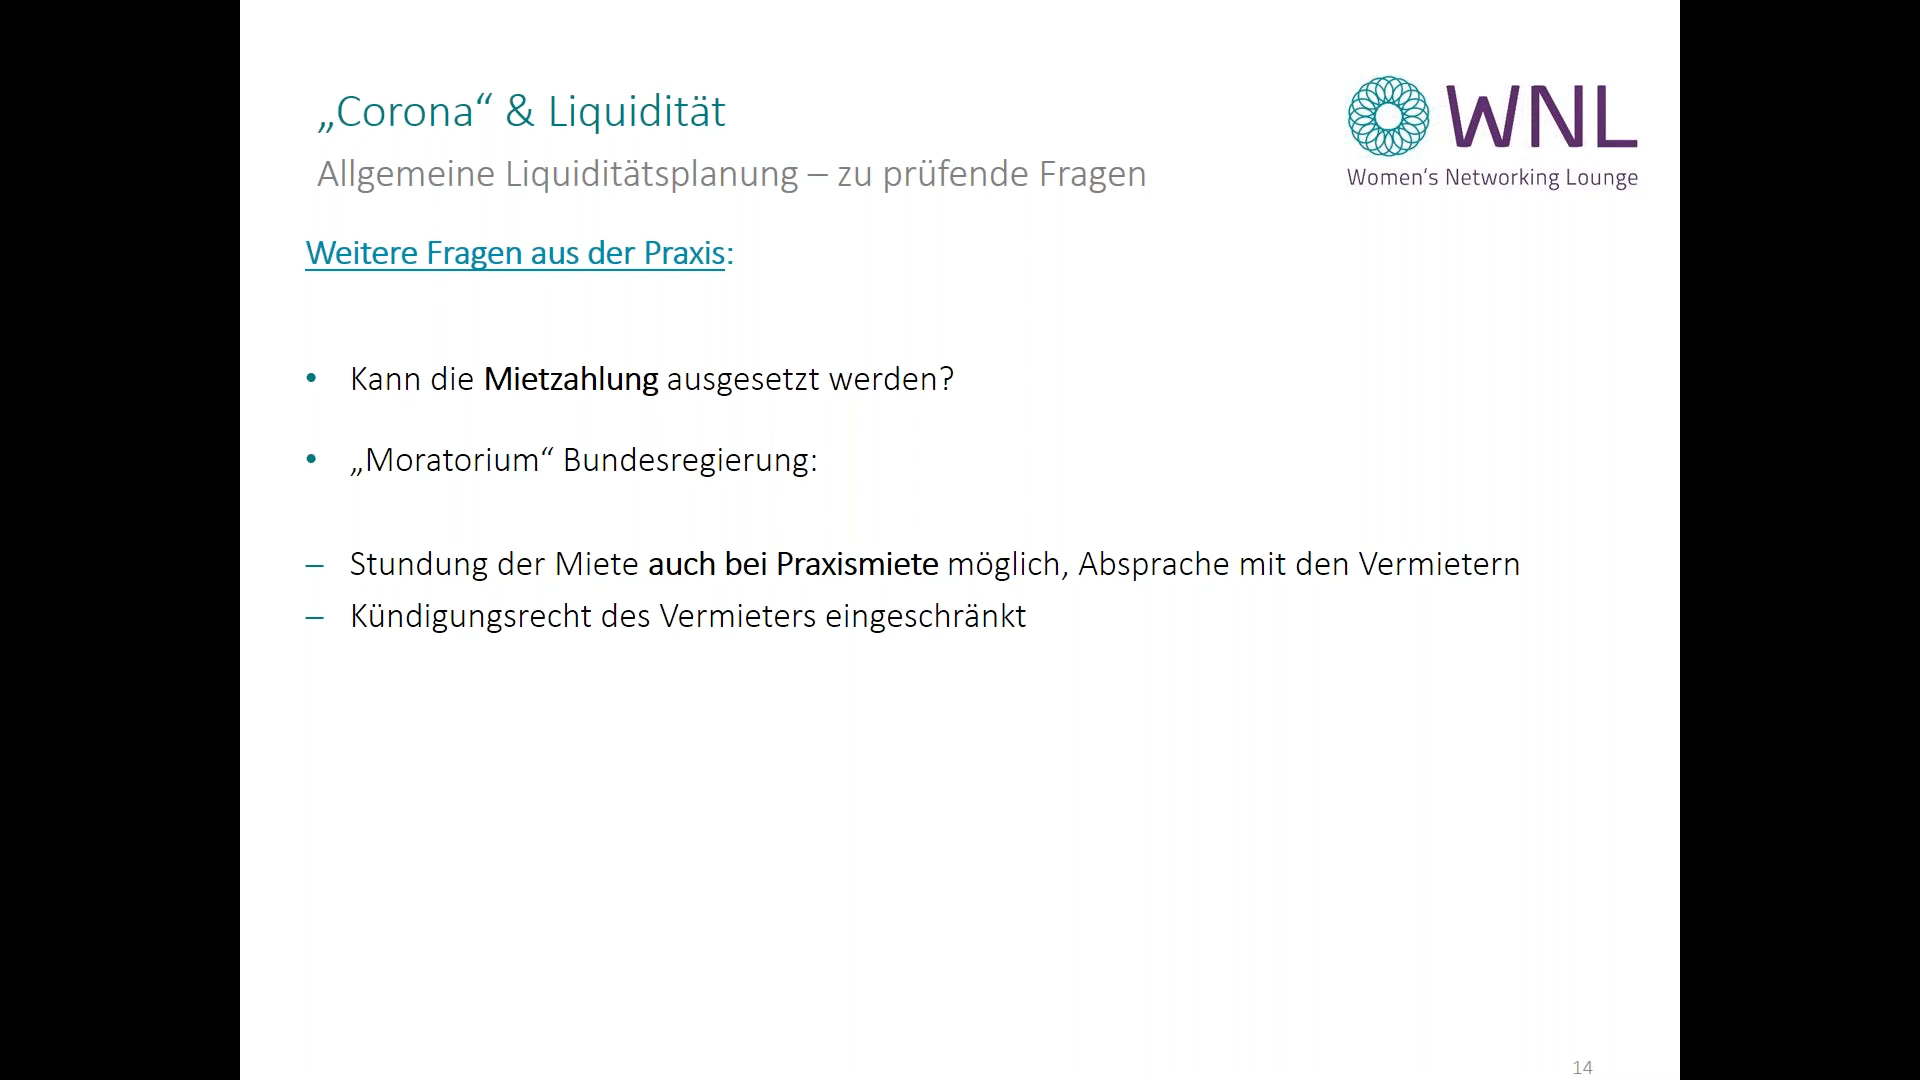 „Corona“ & Liquidität
WNL
Women's Networking Lounge
Allgemeine Liquiditätsplanung – zu prüfende Fragen
Weitere Fragen aus der Praxis:
• Kann die Mietzahlung ausgesetzt werden?
• „Moratorium“ Bundesregierung:
– Stundung der Miete auch bei Praxismiete möglich, Absprache mit den Vermietern
– Kündigungsrecht des Vermieters eingeschränkt
14